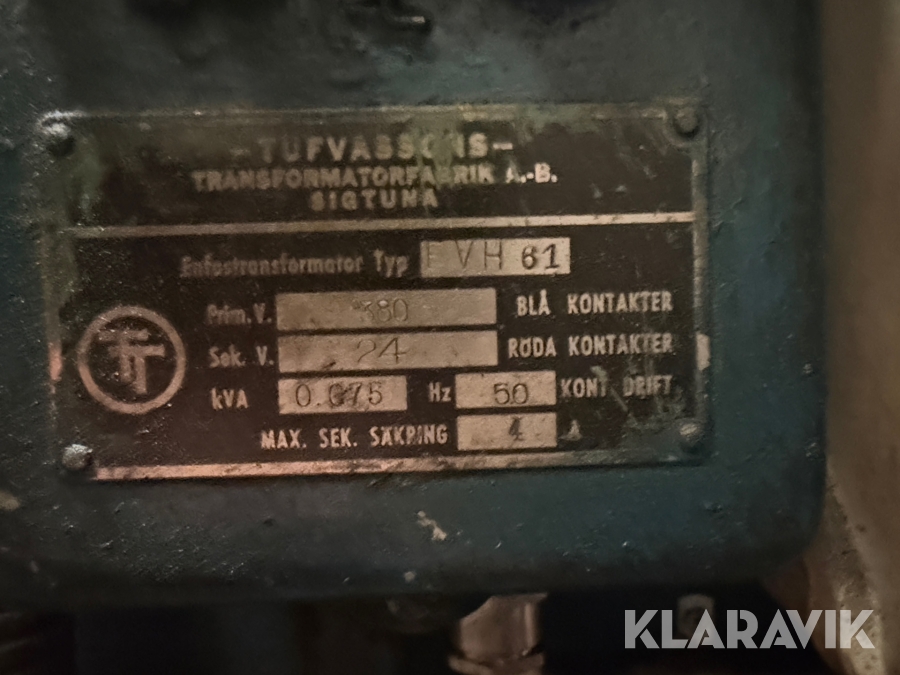 -TUFVASSONS-
TRANSFORMATORFABRIK A.-B.
SIGTUNA
Enfastransformator Typ EVH 61
Prim. V. 380 BLÅ KONTAKTER
Sek. V. 24 RÖDA KONTAKTER
kVA 0.075 Hz 50 KONT. DRIFT
MAX. SEK. SÄKRING 4 A
KLARAVIK